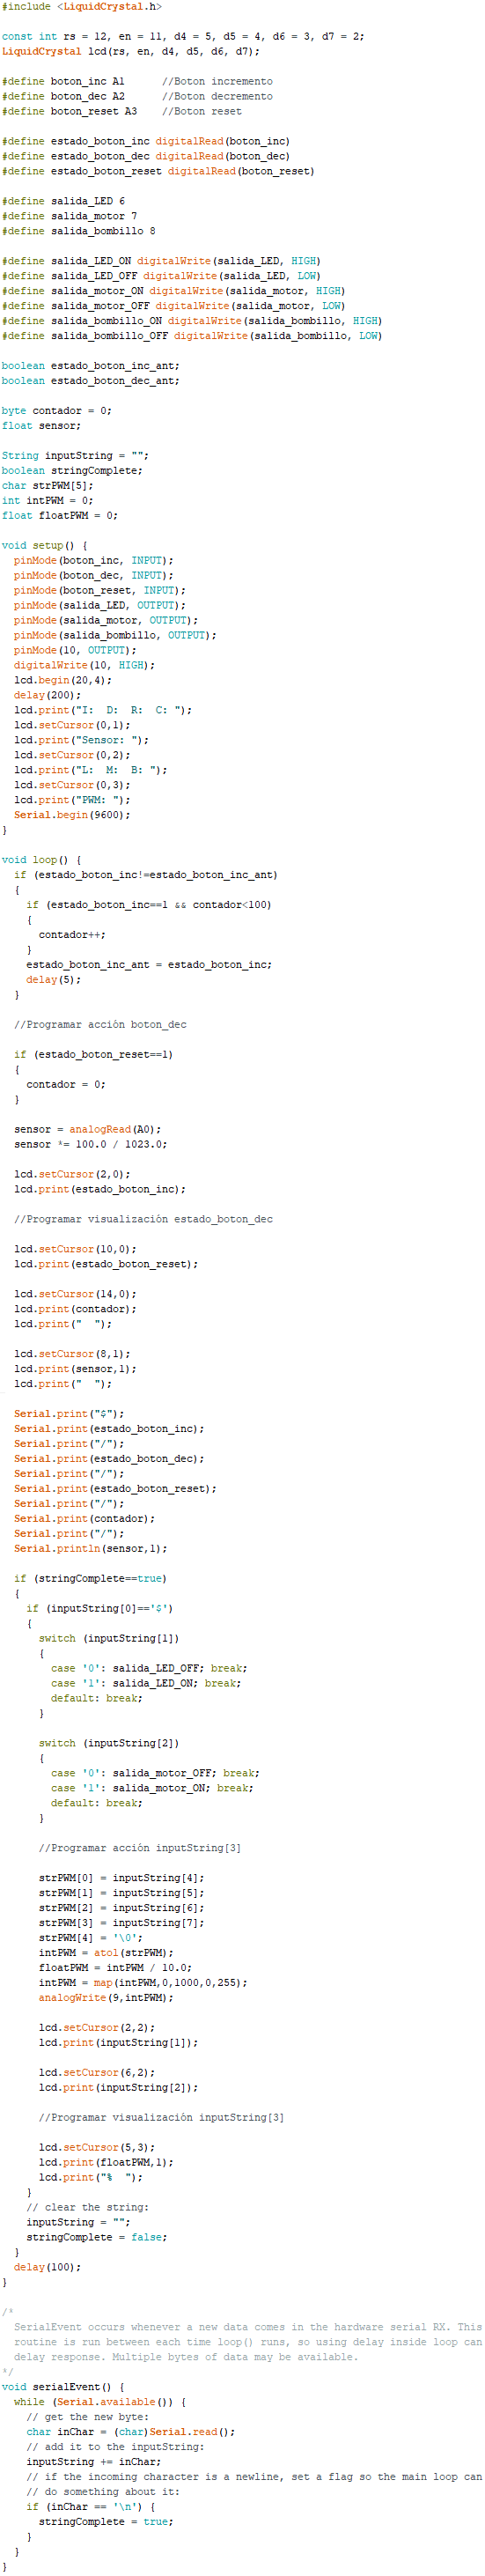 #include <LiquidCrystal.h>

const int rs = 12, en = 11, d4 = 5, d5 = 4, d6 = 3, d7 = 2;
LiquidCrystal lcd(rs, en, d4, d5, d6, d7);

#define boton_inc A1      //Boton incremento
#define boton_dec A2      //Boton decremento
#define boton_reset A3    //Boton reset

#define estado_boton_inc digitalRead(boton_inc)
#define estado_boton_dec digitalRead(boton_dec)
#define estado_boton_reset digitalRead(boton_reset)

#define salida_LED 6
#define salida_motor 7
#define salida_bombillo 8

#define salida_LED_ON digitalWrite(salida_LED, HIGH)
#define salida_LED_OFF digitalWrite(salida_LED, LOW)
#define salida_motor_ON digitalWrite(salida_motor, HIGH)
#define salida_motor_OFF digitalWrite(salida_motor, LOW)
#define salida_bombillo_ON digitalWrite(salida_bombillo, HIGH)
#define salida_bombillo_OFF digitalWrite(salida_bombillo, LOW)

boolean estado_boton_inc_ant;
boolean estado_boton_dec_ant;

byte contador = 0;
float sensor;

String inputString = "";
boolean stringComplete;
char strPWM[5];
int intPWM = 0;
float floatPWM = 0;

void setup() {
  pinMode(boton_inc, INPUT);
  pinMode(boton_dec, INPUT);
  pinMode(boton_reset, INPUT);
  pinMode(salida_LED, OUTPUT);
  pinMode(salida_motor, OUTPUT);
  pinMode(salida_bombillo, OUTPUT);
  pinMode(10, OUTPUT);
  digitalWrite(10, HIGH);
  lcd.begin(20,4);
  delay(200);
  lcd.print("I:  D:  R:  C: ");
  lcd.setCursor(0,1);
  lcd.print("Sensor: ");
  lcd.setCursor(0,2);
  lcd.print("L:  M:  B: ");
  lcd.setCursor(0,3);
  lcd.print("PWM: ");
  Serial.begin(9600);
}

void loop() {
  if (estado_boton_inc!=estado_boton_inc_ant)
  {
    if (estado_boton_inc==1 && contador<100)
    {
      contador++;
    }
    estado_boton_inc_ant = estado_boton_inc;
    delay(5);
  }

  //Programar acción boton_dec

  if (estado_boton_reset==1)
  {
    contador = 0;
  }

  sensor = analogRead(A0);
  sensor *= 100.0 / 1023.0;

  lcd.setCursor(2,0);
  lcd.print(estado_boton_inc);

  //Programar visualización estado_boton_dec

  lcd.setCursor(10,0);
  lcd.print(estado_boton_reset);

  lcd.setCursor(14,0);
  lcd.print(contador);
  lcd.print("  ");

  lcd.setCursor(8,1);
  lcd.print(sensor,1);
  lcd.print("  ");

  Serial.print("$");
  Serial.print(estado_boton_inc);
  Serial.print("/");
  Serial.print(estado_boton_dec);
  Serial.print("/");
  Serial.print(estado_boton_reset);
  Serial.print("/");
  Serial.print(contador);
  Serial.print("/");
  Serial.println(sensor,1);

  if (stringComplete==true)
  {
    if (inputString[0]=='$')
    {
      switch (inputString[1])
      {
        case '0': salida_LED_OFF; break;
        case '1': salida_LED_ON; break;
        default: break;
      }

      switch (inputString[2])
      {
        case '0': salida_motor_OFF; break;
        case '1': salida_motor_ON; break;
        default: break;
      }

      //Programar acción inputString[3]

      strPWM[0] = inputString[4];
      strPWM[1] = inputString[5];
      strPWM[2] = inputString[6];
      strPWM[3] = inputString[7];
      strPWM[4] = '\0';
      intPWM = atol(strPWM);
      floatPWM = intPWM / 10.0;
      intPWM = map(intPWM,0,1000,0,255);
      analogWrite(9,intPWM);

      lcd.setCursor(2,2);
      lcd.print(inputString[1]);

      lcd.setCursor(6,2);
      lcd.print(inputString[2]);

      //Programar visualización inputString[3]

      lcd.setCursor(5,3);
      lcd.print(floatPWM,1);
      lcd.print("%  ");
    }
    // clear the string:
    inputString = "";
    stringComplete = false;
  }
  delay(100);
}

/*
  SerialEvent occurs whenever a new data comes in the hardware serial RX. This
  routine is run between each time loop() runs, so using delay inside loop can
  delay response. Multiple bytes of data may be available.
*/
void serialEvent() {
  while (Serial.available()) {
    // get the new byte:
    char inChar = (char)Serial.read();
    // add it to the inputString:
    inputString += inChar;
    // if the incoming character is a newline, set a flag so the main loop can
    // do something about it:
    if (inChar == '\n') {
      stringComplete = true;
    }
  }
}